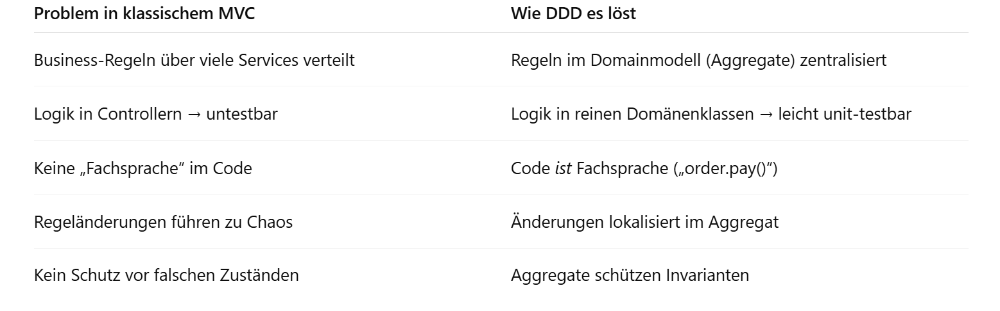 Problem in klassischem MVC Wie DDD es löst
Business-Regeln über viele Services verteilt Regeln im Domainmodell (Aggregate) zentralisiert
Logik in Controllern → untestbar Logik in reinen Domänenklassen → leicht unit-testbar
Keine „Fachsprache“ im Code Code ist Fachsprache („order.pay()“)
Regeländerungen führen zu Chaos Änderungen lokalisiert im Aggregat
Kein Schutz vor falschen Zuständen Aggregate schützen Invarianten